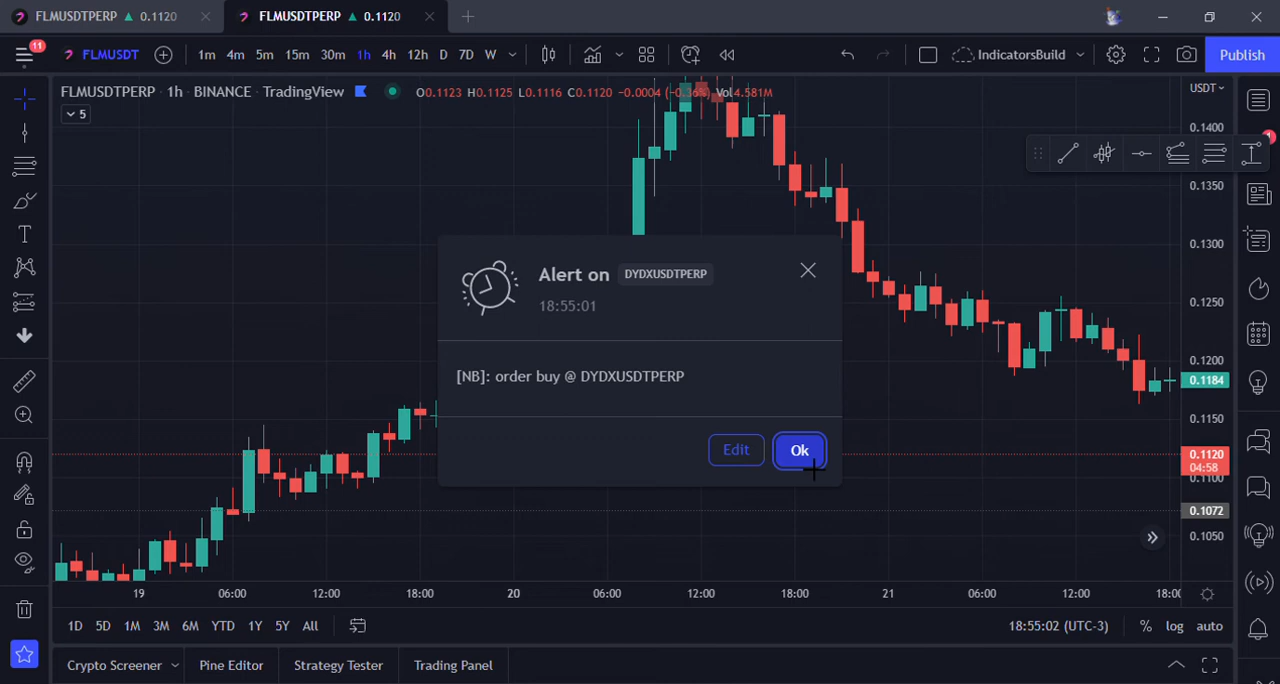 FLMUSDTPERP ▲ 0.1120
FLMUSDTPERP ▲ 0.1120
11
FLMUSDT
1m 4m 5m 15m 30m 1h 4h 12h D 7D W
IndicatorsBuild
Publish
FLMUSDTPERP · 1h · BINANCE · TradingView
O0.1123 H0.1125 L0.1116 C0.1120 −0.0004 (−0.36%) Vol4.581M
USDT
5
1
0.1400
0.1350
0.1300
0.1250
0.1200
0.1184
0.1150
0.1120
04:58
0.1100
0.1072
0.1050
Alert on DYDXUSDTPERP
18:55:01
[NB]: order buy @ DYDXUSDTPERP
Edit Ok
19 06:00 12:00 18:00 20 06:00 12:00 18:00 21 06:00 12:00 18:00
1D 5D 1M 3M 6M YTD 1Y 5Y All
18:55:02 (UTC-3) % log auto
Crypto Screener Pine Editor Strategy Tester Trading Panel